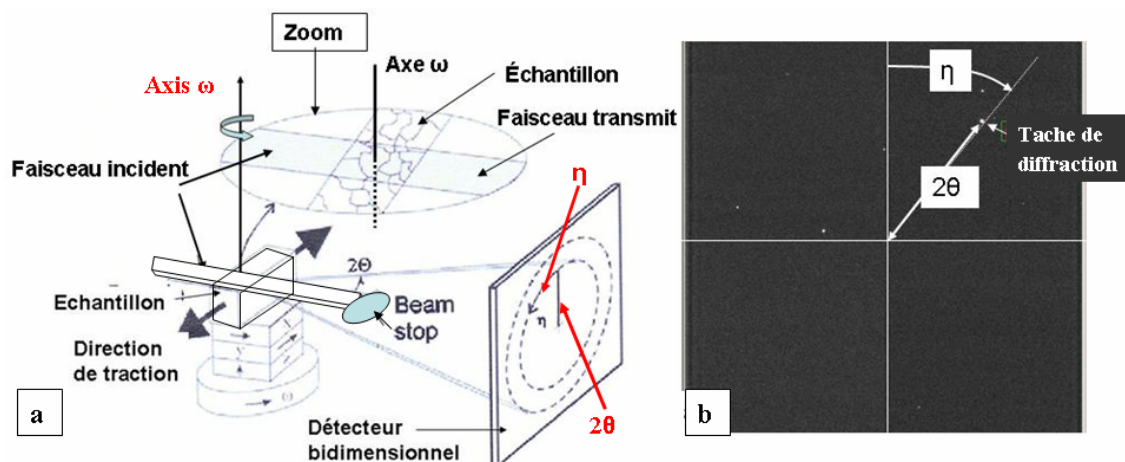 Zoom
Axe ω
Axis ω
Échantillon
Faisceau transmit
Faisceau incident
η
2Θ
Echantillon
Beam
stop
η
Direction
de traction
ω
Détecteur
bidimensionnel
2θ
a
η
Tache de
diffraction
2θ
b